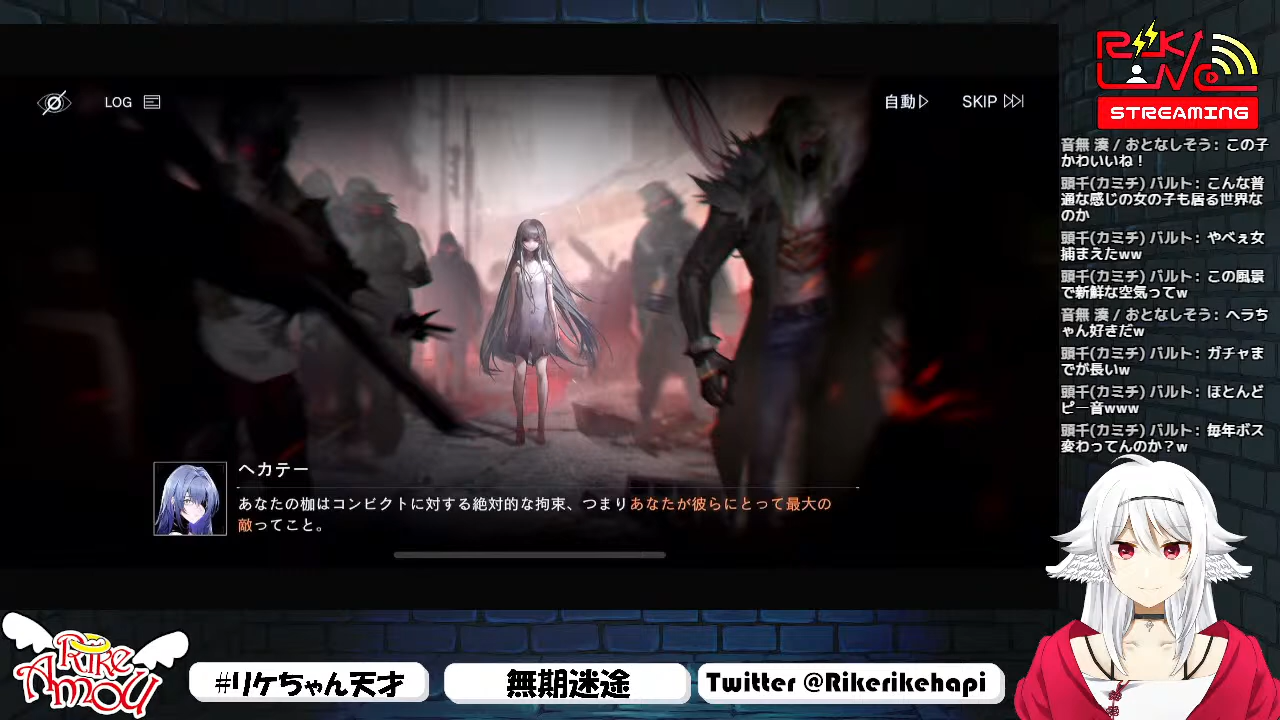 LOG
自動
SKIP
ヘカテー
あなたの枷はコンビクトに対する絶対的な拘束、つまりあなたが彼らにとって最大の
敵ってこと。
RIKE
LIVE
STREAMING
音無 湊 / おとなしそう: この子
かわいいね！
頭千(カミチ) バルト: こんな普
通な感じの女の子も居る世界な
のか
頭千(カミチ) バルト: やべぇ女
捕まえたww
頭千(カミチ) バルト: この風景
で新鮮な空気ってw
音無 湊 / おとなしそう: ヘラち
ゃん好きだw
頭千(カミチ) バルト: ガチャま
でが長いw
頭千(カミチ) バルト: ほとんど
ピー音www
頭千(カミチ) バルト: 毎年ボス
変わってんのか？w
Rike
Amou
#リケちゃん天才
無期迷途
Twitter @Rikerikehapi